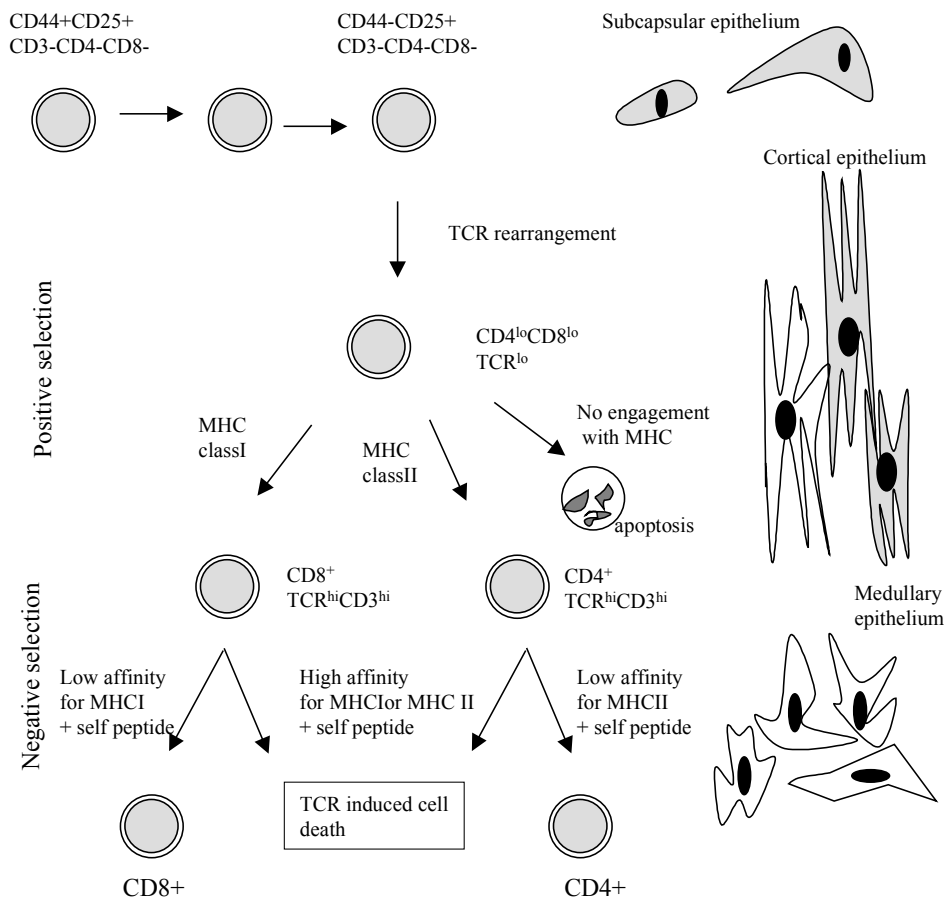 CD44+CD25+
CD3-CD4-CD8-
CD44-CD25+
CD3-CD4-CD8-
Subcapsular epithelium
Cortical epithelium
TCR rearrangement
Positive selection
CD4loCD8lo
TCRlo
MHC
classI
MHC
classII
No engagement
with MHC
apoptosis
CD8+
TCRhiCD3hi
CD4+
TCRhiCD3hi
Medullary
epithelium
Negative selection
Low affinity
for MHCI
+ self peptide
High affinity
for MHCIor MHC II
+ self peptide
Low affinity
for MHCII
+ self peptide
TCR induced cell
death
CD8+
CD4+